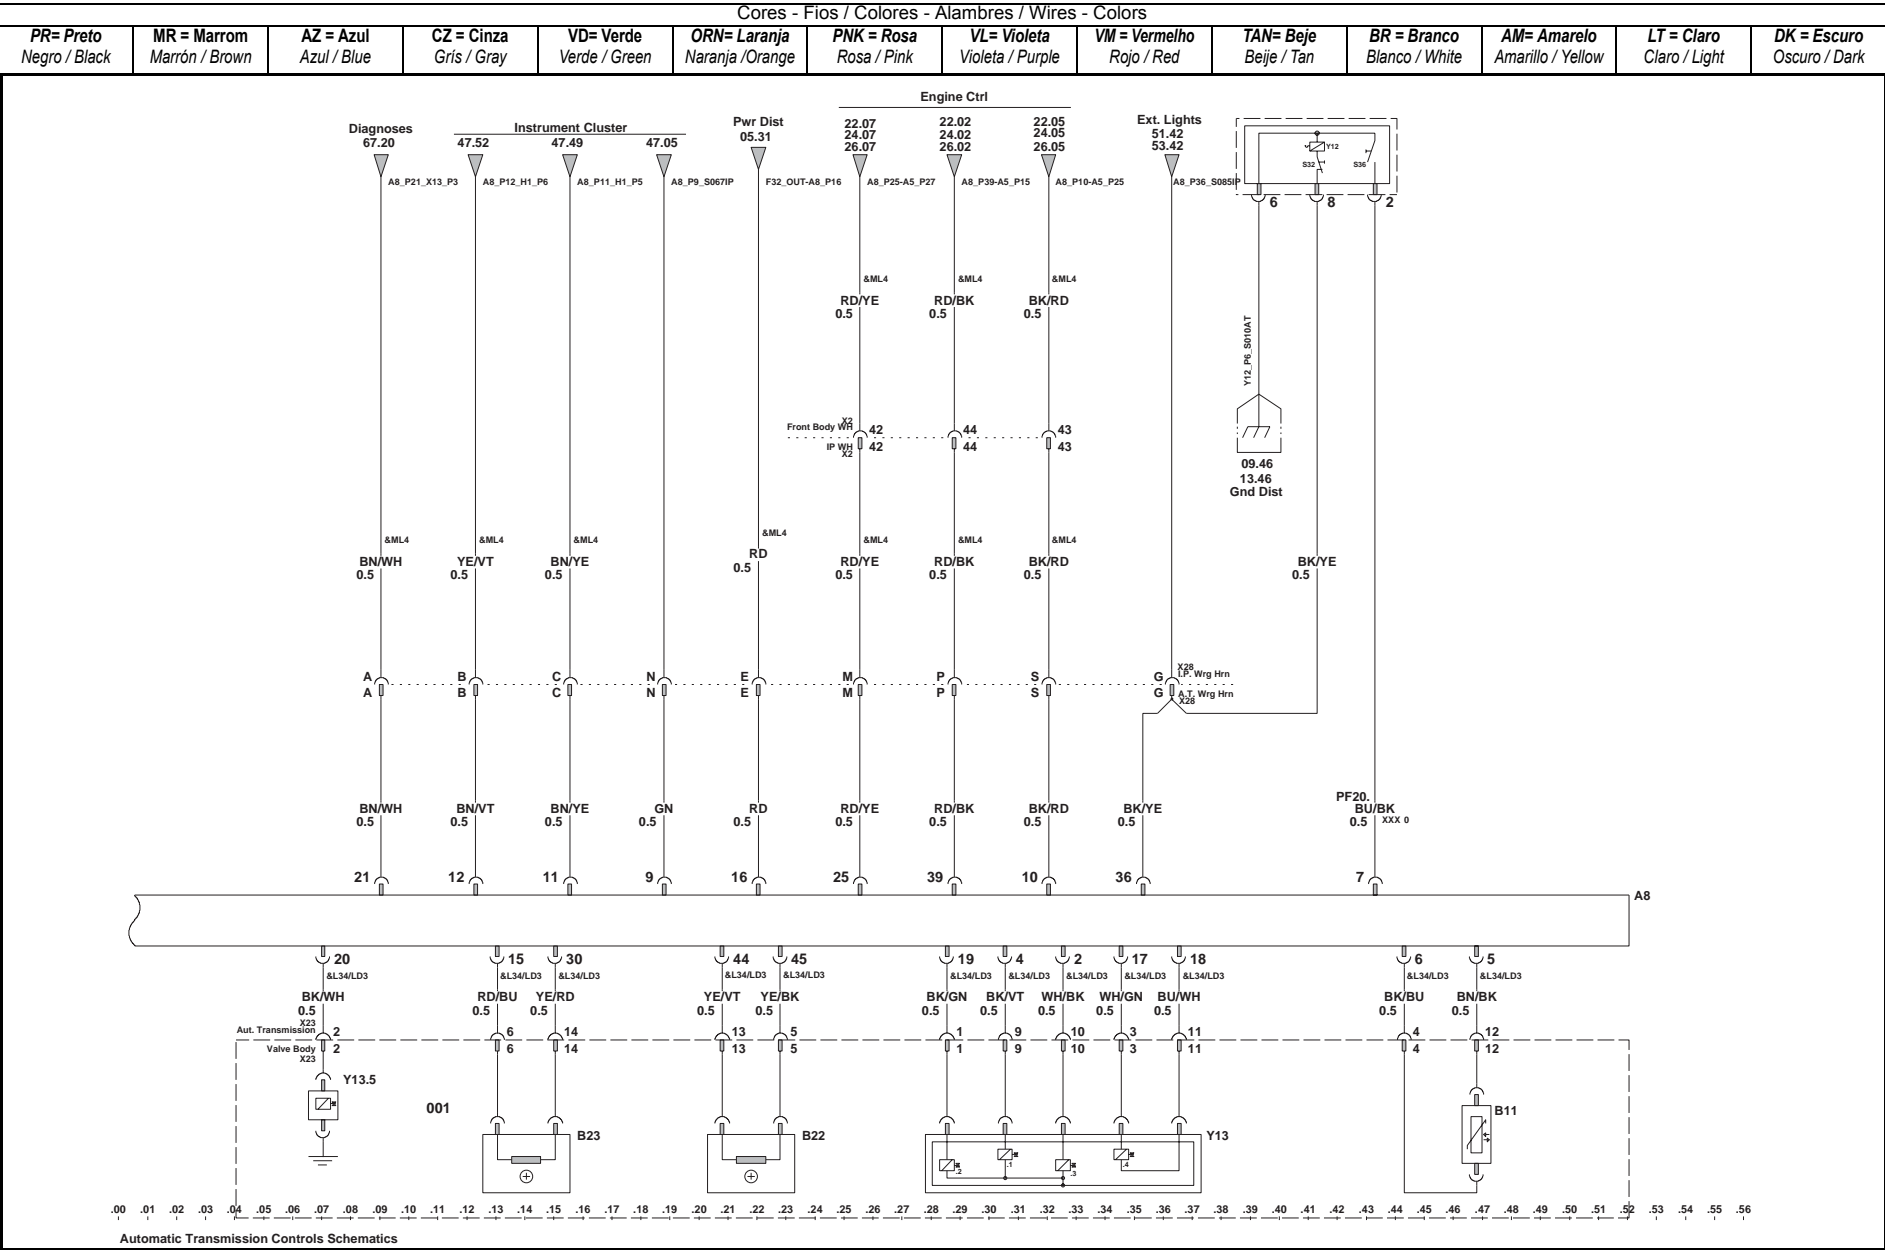 Cores - Fios / Colores - Alambres / Wires - Colors
PR= Preto MR = Marrom AZ = Azul CZ = Cinza VD= Verde ORN= Laranja PNK = Rosa VL= Violeta VM = Vermelho TAN= Beje BR = Branco AM= Amarelo LT = Claro DK = Escuro
Negro / Black Marrón / Brown Azul / Blue Grís / Gray Verde / Green Naranja /Orange Rosa / Pink Violeta / Purple Rojo / Red Beije / Tan Blanco / White Amarillo / Yellow Claro / Light Oscuro / Dark
Engine Ctrl
Diagnoses Instrument Cluster Pwr Dist 22.07 22.02 22.05 Ext. Lights
67.20 47.52 47.49 47.05 05.31 24.07 24.02 24.05 51.42
26.07 26.02 26.05 53.42
Y12
S32 S36
A8_P21_X13_P3 A8_P12_H1_P6 A8_P11_H1_P5 A8_P9_S067IP F32_OUT-A8_P16 A8_P25-A5_P27 A8_P39-A5_P15 A8_P10-A5_P25 A8_P36_S085IP
6 8 2
&ML4 &ML4 &ML4
RD/YE RD/BK BK/RD
0.5 0.5 0.5
Y12_P6_S010AT
X2
Front Body WH 42 44 43
IP WH 42 44 43
X2
09.46
13.46
Gnd Dist
&ML4 &ML4 &ML4 &ML4 &ML4 &ML4 &ML4
BN/WH YE/VT BN/YE RD RD/YE RD/BK BK/RD BK/YE
0.5 0.5 0.5 0.5 0.5 0.5 0.5 0.5
X28
A B C N E M P S G I.P. Wrg Hrn
A B C N E M P S G A.T. Wrg Hrn
X28
PF20.
BN/WH BN/VT BN/YE GN RD RD/YE RD/BK BK/RD BK/YE BU/BK
0.5 0.5 0.5 0.5 0.5 0.5 0.5 0.5 0.5 0.5 XXX 0
21 12 11 9 16 25 39 10 36 7
A8
20 15 30 44 45 19 4 2 17 18 6 5
&L34/LD3 &L34/LD3 &L34/LD3 &L34/LD3 &L34/LD3 &L34/LD3 &L34/LD3 &L34/LD3 &L34/LD3 &L34/LD3 &L34/LD3 &L34/LD3
BK/WH RD/BU YE/RD YE/VT YE/BK BK/GN BK/VT WH/BK WH/GN BU/WH BK/BU BN/BK
0.5 0.5 0.5 0.5 0.5 0.5 0.5 0.5 0.5 0.5 0.5 0.5
X23
Aut. Transmission 2 6 14 13 5 1 9 10 3 11 4 12
Valve Body 2 6 14 13 5 1 9 10 3 11 4 12
X23
Y13.5
001
B11
B23 B22 Y13
.2 .1 .3 .4
.00 .01 .02 .03 .04 .05 .06 .07 .08 .09 .10 .11 .12 .13 .14 .15 .16 .17 .18 .19 .20 .21 .22 .23 .24 .25 .26 .27 .28 .29 .30 .31 .32 .33 .34 .35 .36 .37 .38 .39 .40 .41 .42 .43 .44 .45 .46 .47 .48 .49 .50 .51 .52 .53 .54 .55 .56
Automatic Transmission Controls Schematics